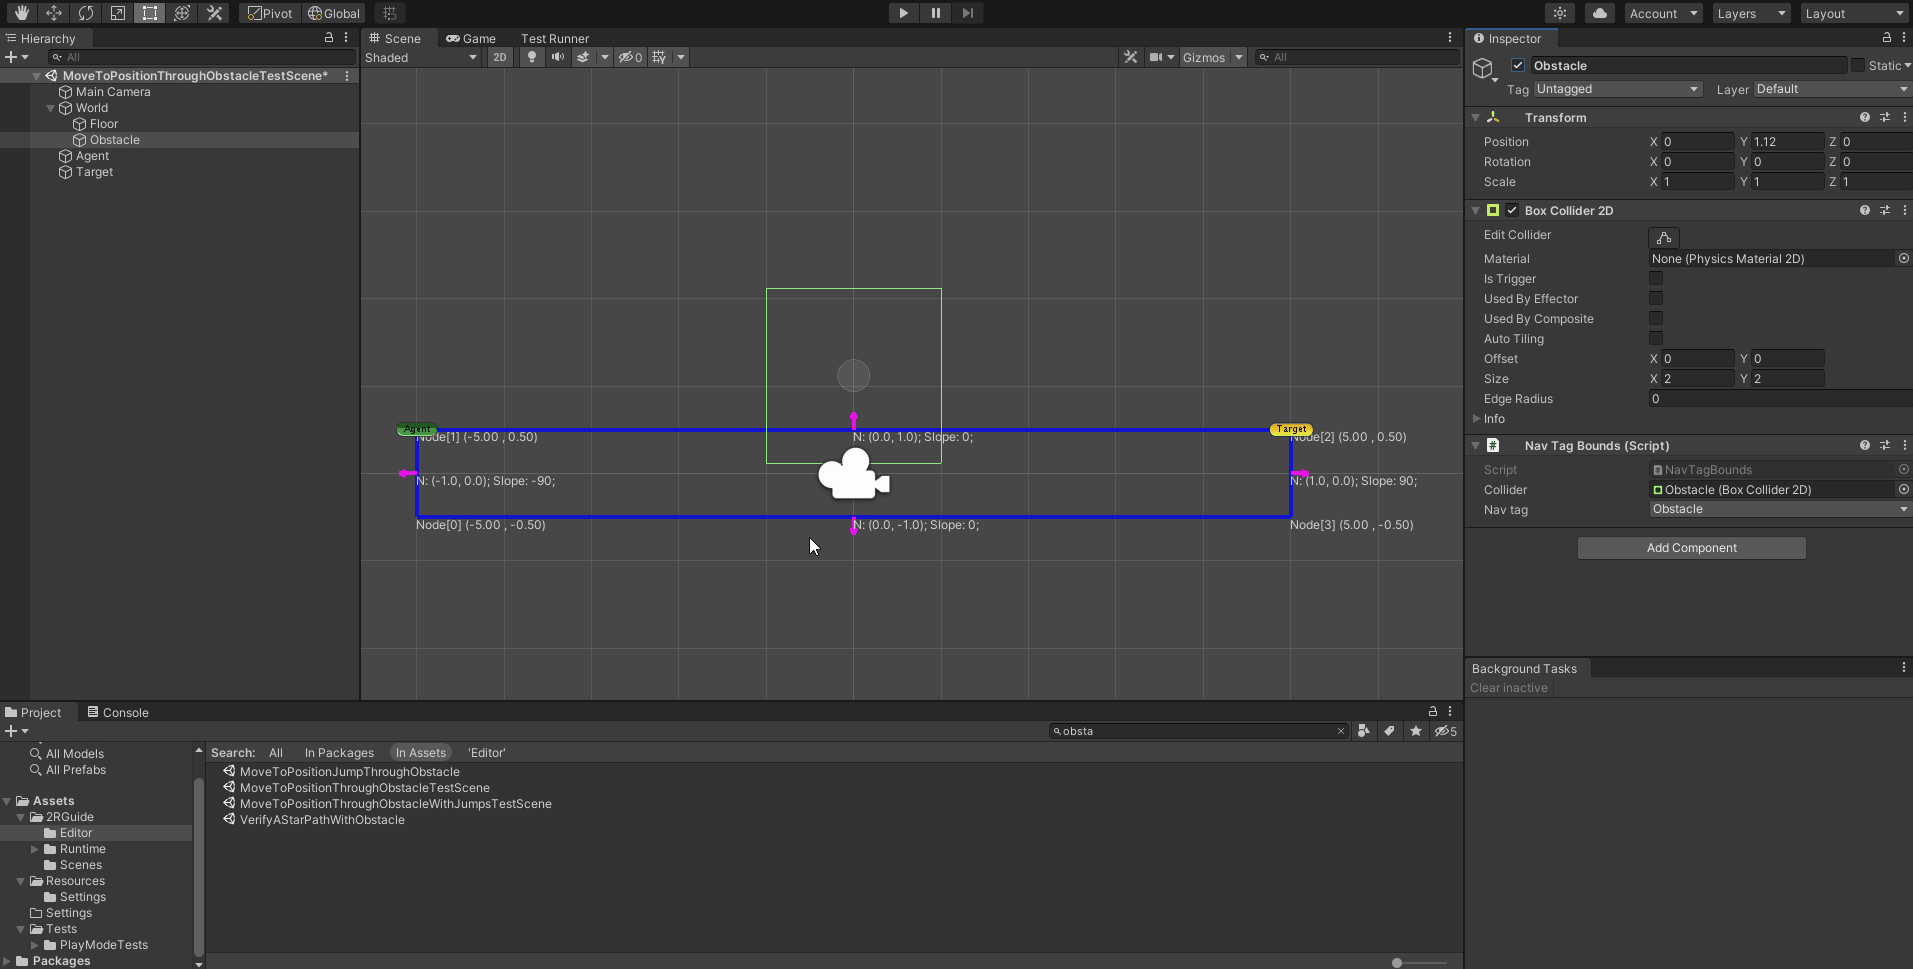 Pivot Global Account Layers Layout
Hierarchy
All
MoveToPositionThroughObstacleTestScene*
Main Camera
World
Floor
Obstacle
Agent
Target
Scene Game Test Runner
Shaded 2D 0 Gizmos All
Agent
Target
Node[1] (-5.00 , 0.50)
N: (0.0, 1.0); Slope: 0;
Node[2] (5.00 , 0.50)
N: (-1.0, 0.0); Slope: -90;
N: (1.0, 0.0); Slope: 90;
Node[0] (-5.00 , -0.50)
N: (0.0, -1.0); Slope: 0;
Node[3] (5.00 , -0.50)
Inspector
Obstacle Static
Tag Untagged Layer Default
Transform
Position X 0 Y 1.12 Z 0
Rotation X 0 Y 0 Z 0
Scale X 1 Y 1 Z 1
Box Collider 2D
Edit Collider
Material None (Physics Material 2D)
Is Trigger
Used By Effector
Used By Composite
Auto Tiling
Offset X 0 Y 0
Size X 2 Y 2
Edge Radius 0
Info
# Nav Tag Bounds (Script)
Script NavTagBounds
Collider Obstacle (Box Collider 2D)
Nav tag Obstacle
Add Component
Background Tasks
Clear inactive
Project Console
obsta 5
All Models
All Prefabs
Assets
2RGuide
Editor
Runtime
Scenes
Resources
Settings
Settings
Tests
PlayModeTests
Packages
Search: All In Packages In Assets 'Editor'
MoveToPositionJumpThroughObstacle
MoveToPositionThroughObstacleTestScene
MoveToPositionThroughObstacleWithJumpsTestScene
VerifyAStarPathWithObstacle